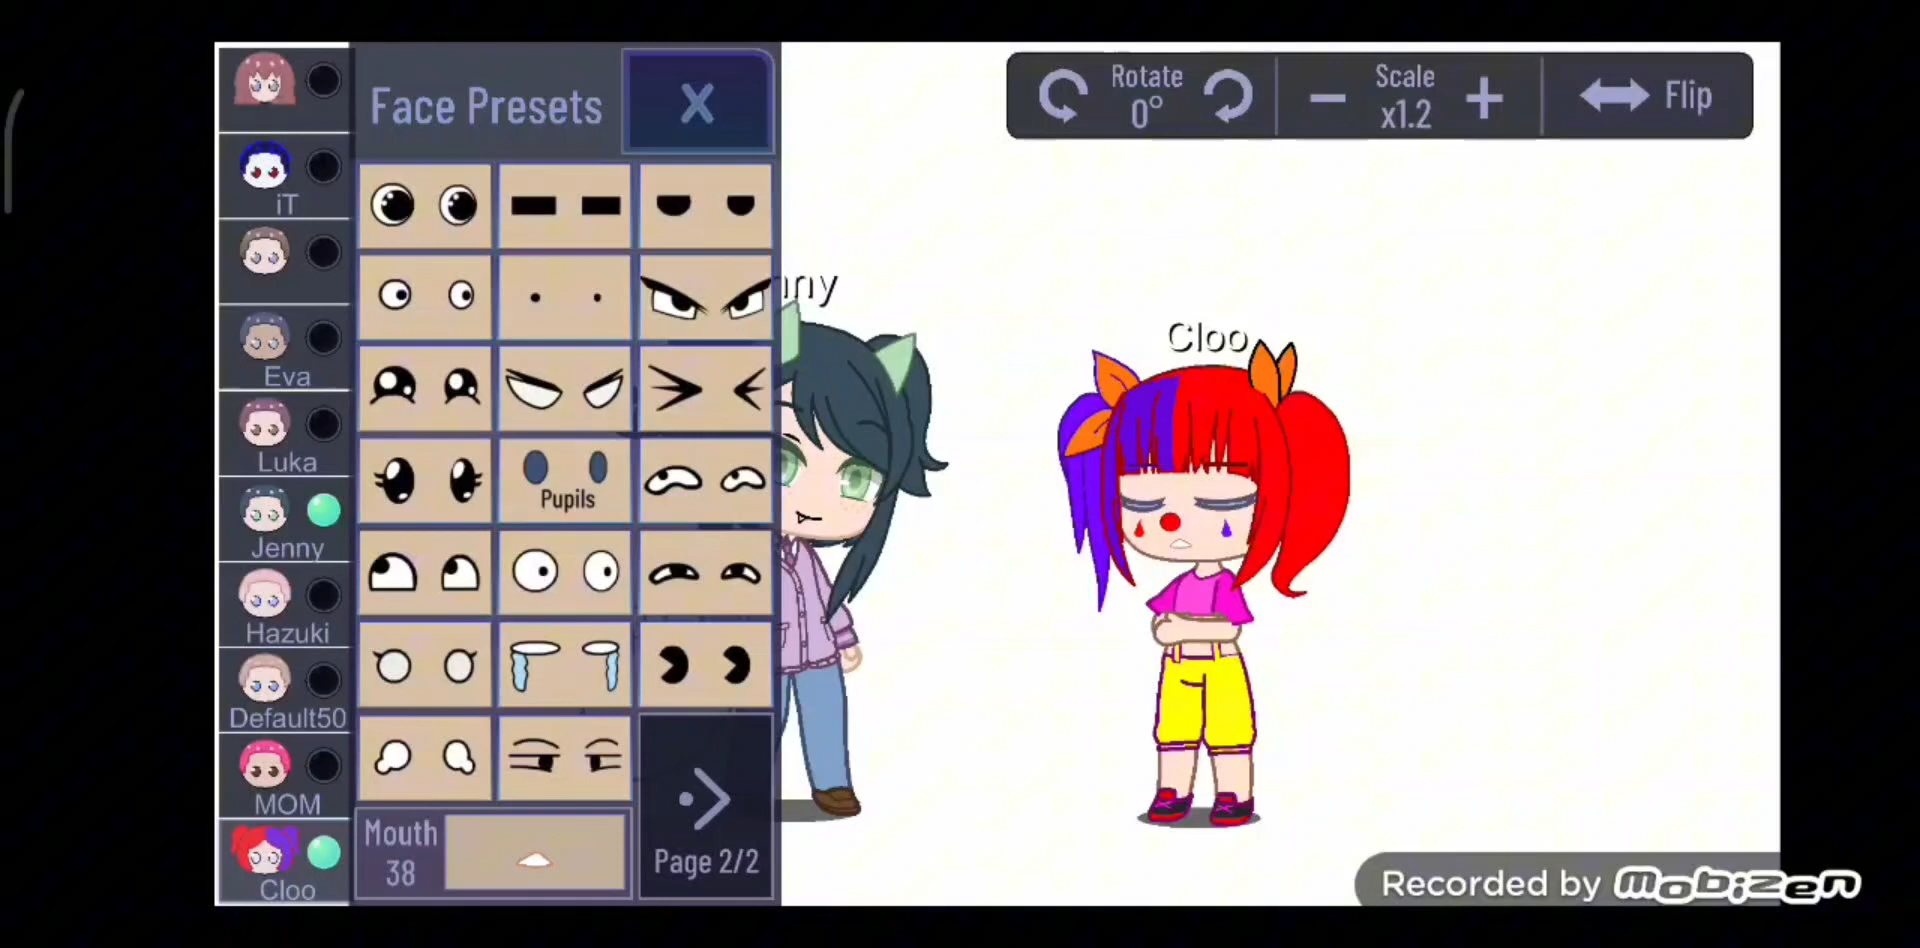 Face Presets
X
Rotate
0°
Scale
x1.2
Flip
iT
Eva
Luka
Jenny
Hazuki
Default50
MOM
Cloo
Pupils
Mouth
38
Page 2/2
nny
Cloo
Recorded by Mobizen